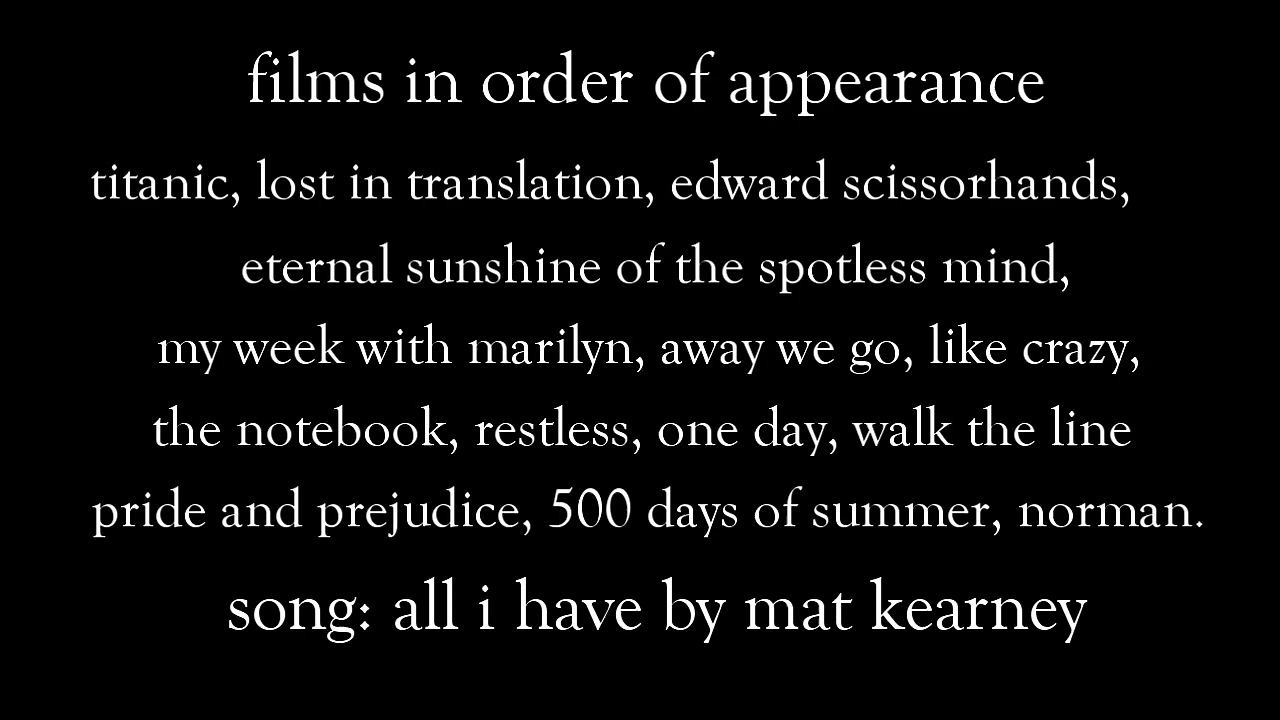 films in order of appearance
titanic, lost in translation, edward scissorhands,
eternal sunshine of the spotless mind,
my week with marilyn, away we go, like crazy,
the notebook, restless, one day, walk the line
pride and prejudice, 500 days of summer, norman.
song: all i have by mat kearney